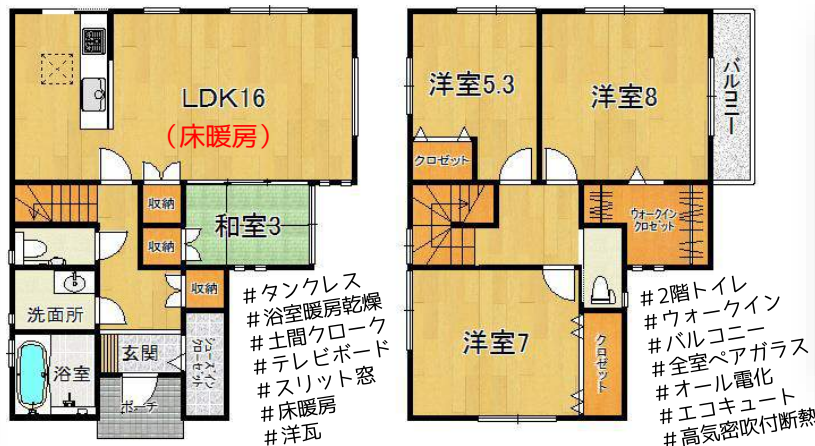 LDK16
(床暖房)
収納
収納
和室3
収納
洗面所
浴室
玄関
シューズイン
クローゼット
ポーチ
#タンクレス
#浴室暖房乾燥
#土間クローク
#テレビボード
#スリット窓
#床暖房
#洋瓦
洋室5.3
洋室8
バルコニー
クロゼット
ウォークイン
クロゼット
洋室7
クロゼット
#2階トイレ
#ウォークイン
#バルコニー
#全室ペアガラス
#オール電化
#エコキュート
#高気密吹付断熱